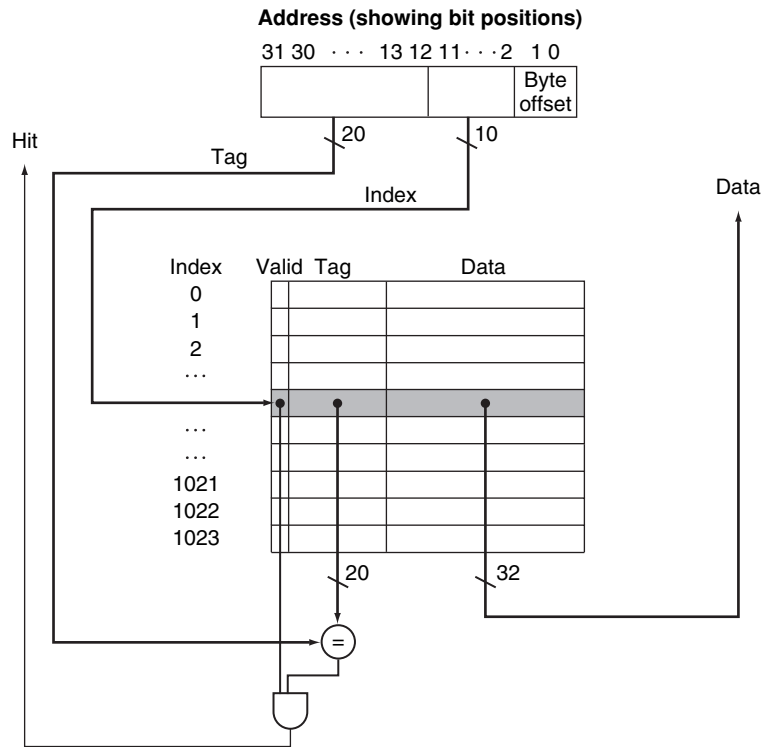 Address (showing bit positions)
31 30 · · · 13 12 11 · · · 2 1 0
Byte
offset
20
10
Hit
Tag
Data
Index
Index Valid Tag Data
0
1
2
· · ·
· · ·
· · ·
1021
1022
1023
20
32
=